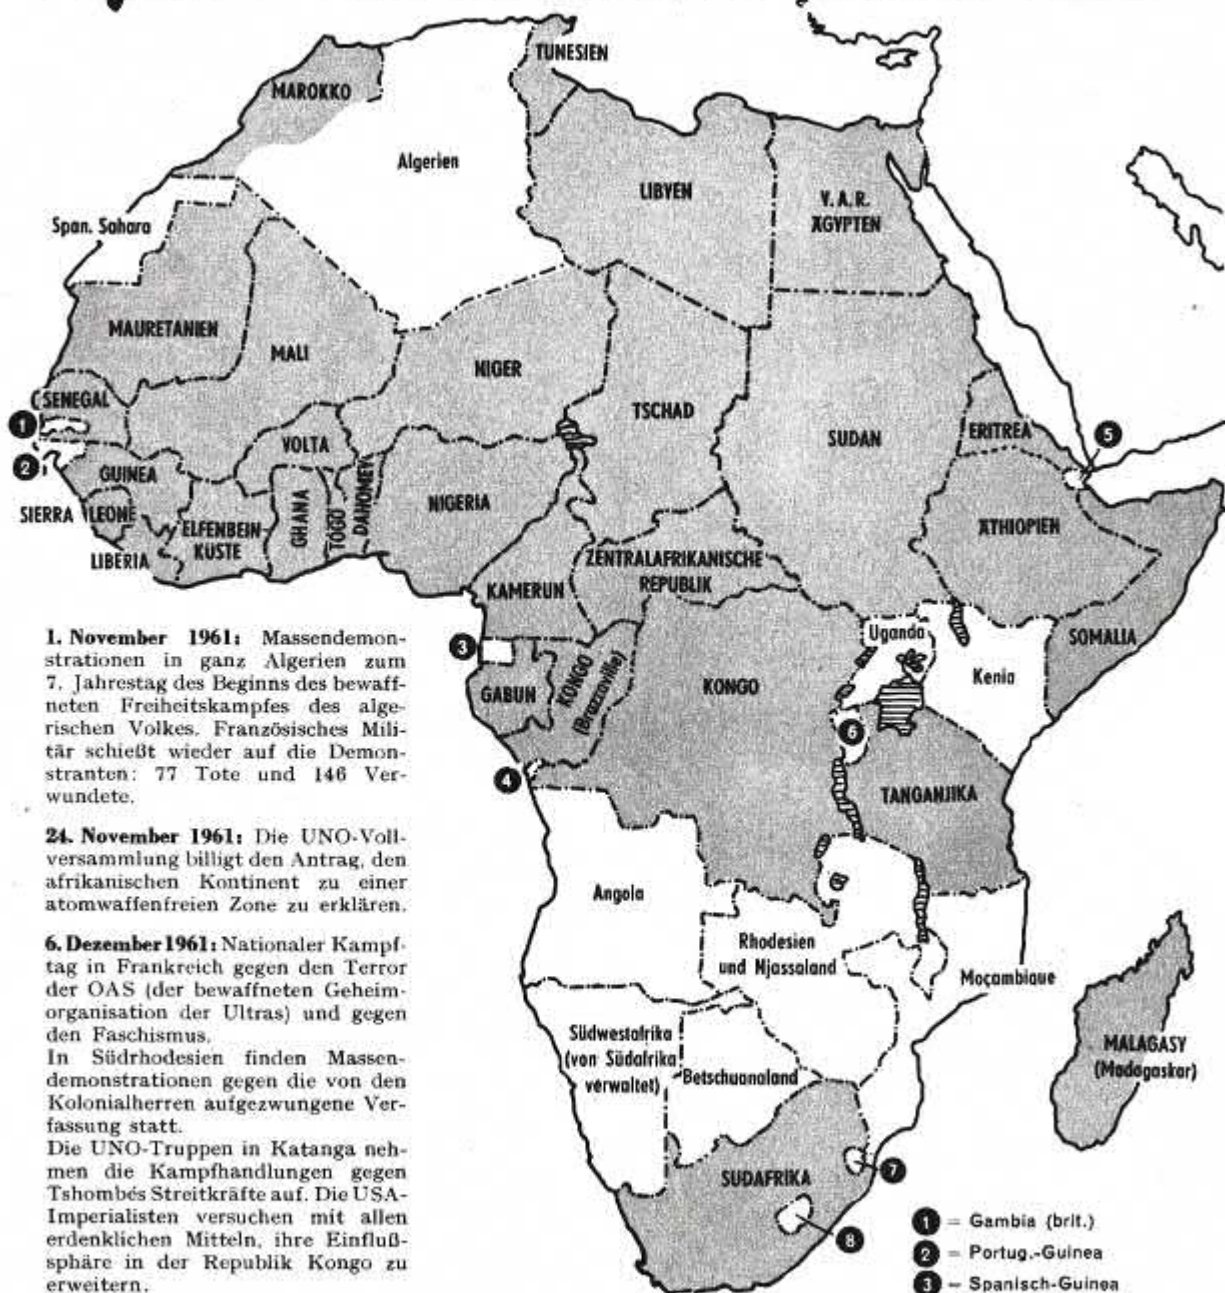 TUNESIEN
MAROKKO
Algerien
LIBYEN
V. A. R.
ÄGYPTEN
Span. Sahara
MAURETANIEN
MALI
NIGER
TSCHAD
SUDAN
ERITREA
5
SENEGAL
1
VOLTA
2
GUINEA
NIGERIA
ÄTHIOPIEN
SIERRA LEONE
ELFENBEIN
KÜSTE
GHANA
TOGO
DAHOMEY
LIBERIA
ZENTRALAFRIKANISCHE
REPUBLIK
KAMERUN
Uganda
SOMALIA
3
GABUN
KONGO
(Brazzaville)
KONGO
Kenia
6
4
TANGANJIKA
Angola
Rhodesien
und Njassaland
Moçambique
Südwestafrika
(von Südafrika
verwaltet)
Betschuanaland
MALAGASY
(Madagaskar)
SÜDAFRIKA
7
8
1. November 1961: Massendemon-
strationen in ganz Algerien zum
7. Jahrestag des Beginns des bewaff-
neten Freiheitskampfes des alge-
rischen Volkes. Französisches Mili-
tär schießt wieder auf die Demon-
stranten: 77 Tote und 146 Ver-
wundete.
24. November 1961: Die UNO-Voll-
versammlung billigt den Antrag, den
afrikanischen Kontinent zu einer
atomwaffenfreien Zone zu erklären.
6. Dezember 1961: Nationaler Kampf-
tag in Frankreich gegen den Terror
der OAS (der bewaffneten Geheim-
organisation der Ultras) und gegen
den Faschismus.
In Südrhodesien finden Massen-
demonstrationen gegen die von den
Kolonialherren aufgezwungene Ver-
fassung statt.
Die UNO-Truppen in Katanga neh-
men die Kampfhandlungen gegen
Tshombés Streitkräfte auf. Die USA-
Imperialisten versuchen mit allen
erdenklichen Mitteln, ihre Einfluß-
sphäre in der Republik Kongo zu
erweitern.
1 = Gambia (brit.)
2 = Portug.-Guinea
3 = Spanisch-Guinea